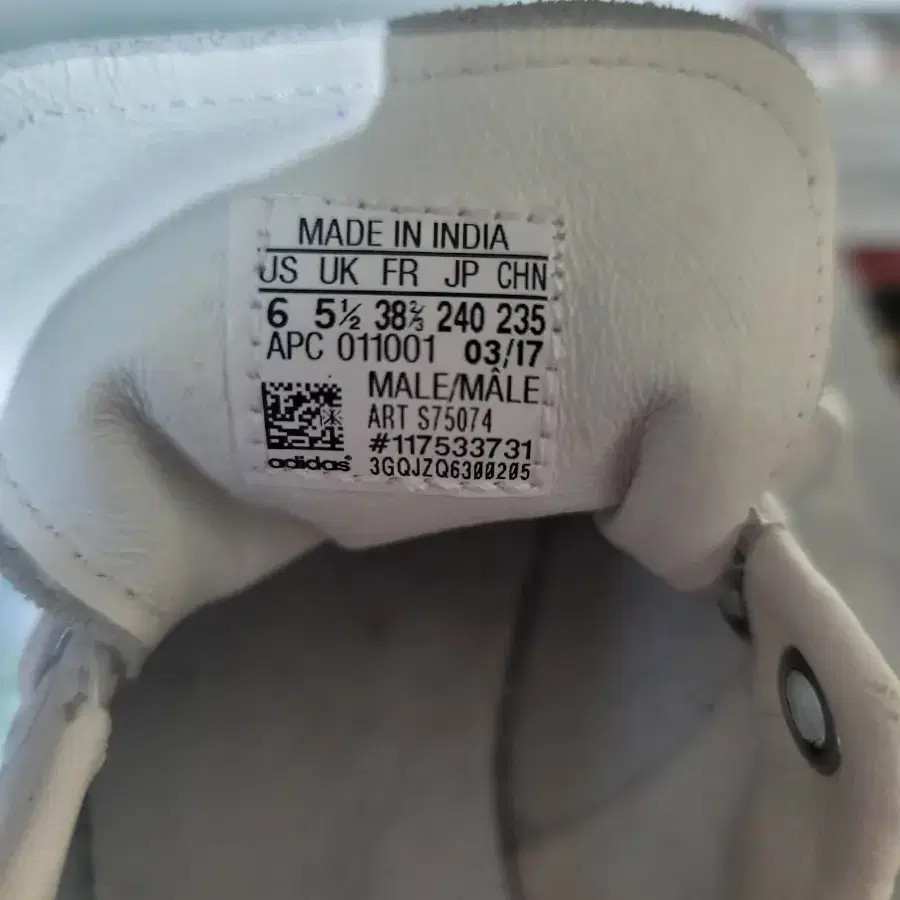 MADE IN INDIA
US UK FR JP CHN
6 5½ 38⅔ 240 235
APC 011001 03/17
MALE/MÂLE
ART S75074
#117533731
adidas 3GQJZQ6300205